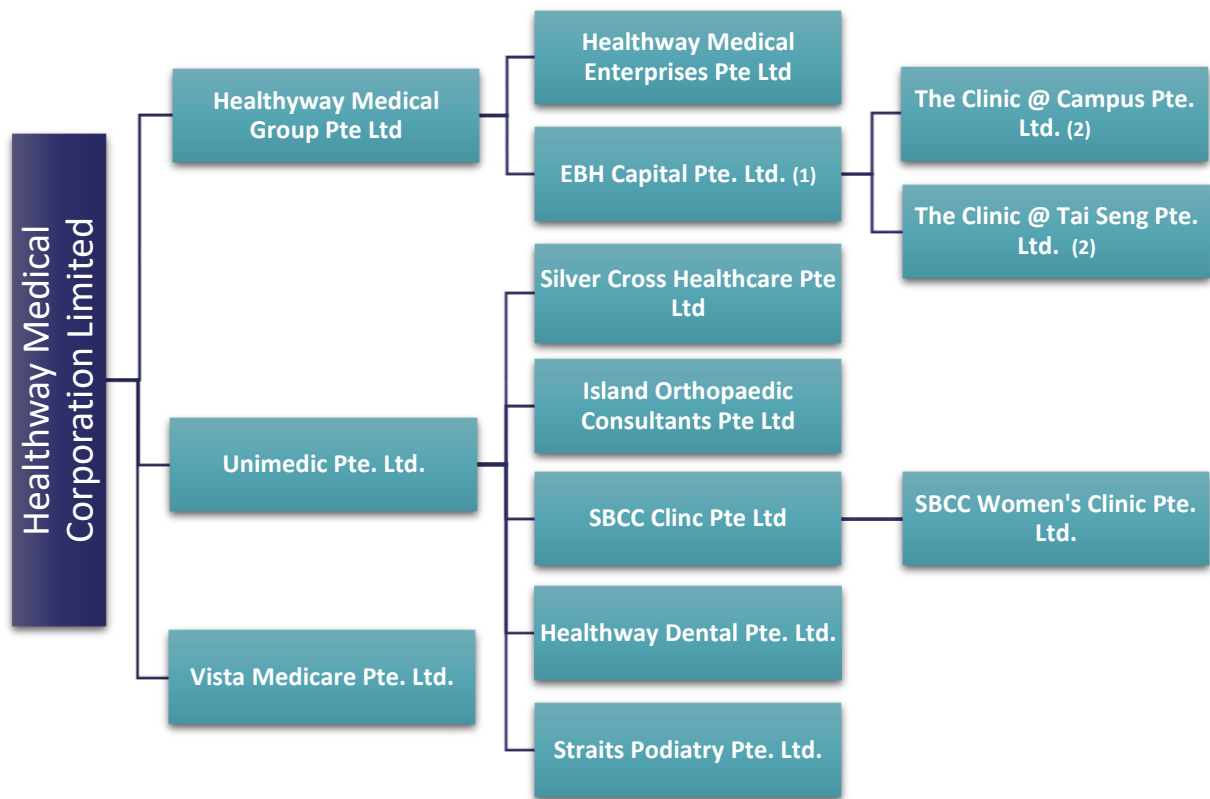 Healthway Medical
Corporation Limited
Healthyway Medical
Group Pte Ltd
Unimedic Pte. Ltd.
Vista Medicare Pte. Ltd.
Healthway Medical
Enterprises Pte Ltd
EBH Capital Pte. Ltd. (1)
Silver Cross Healthcare Pte
Ltd
Island Orthopaedic
Consultants Pte Ltd
SBCC Clinc Pte Ltd
Healthway Dental Pte. Ltd.
Straits Podiatry Pte. Ltd.
The Clinic @ Campus Pte.
Ltd. (2)
The Clinic @ Tai Seng Pte.
Ltd. (2)
SBCC Women's Clinic Pte.
Ltd.